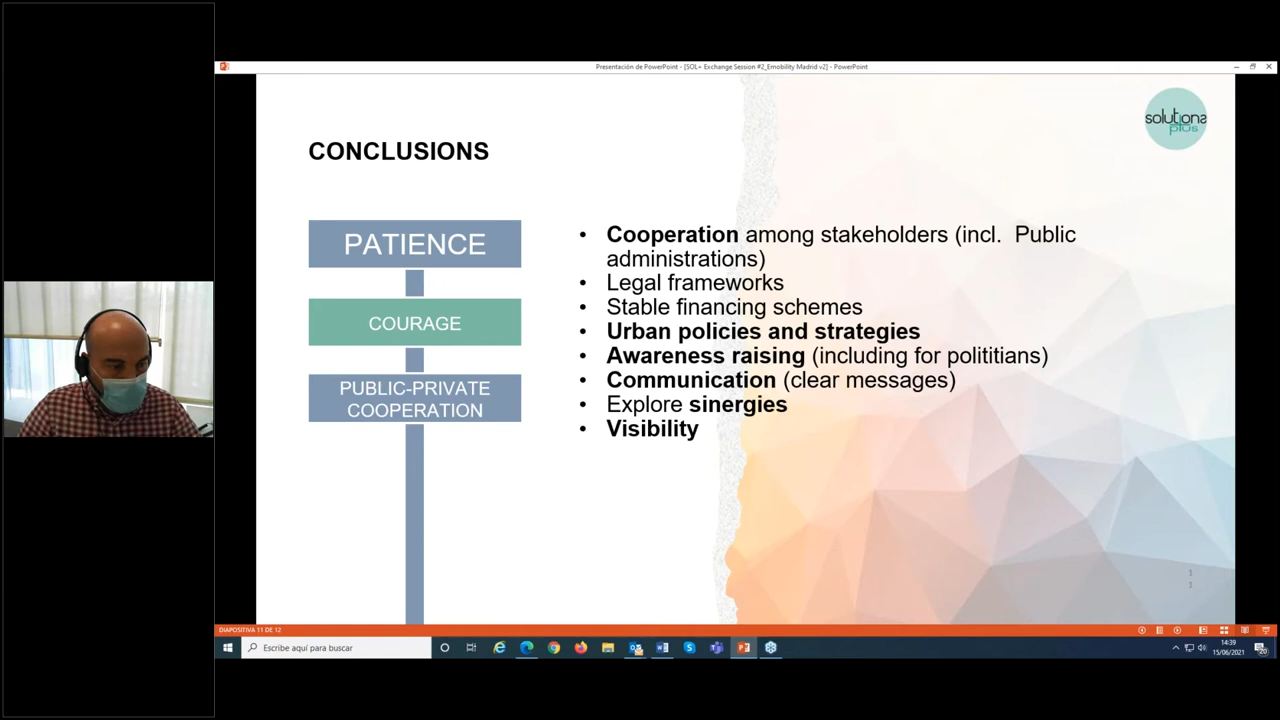 Presentación de PowerPoint - [SOL+ Exchange Session #2_Emobility Madrid v2] - PowerPoint
solutions
plus
CONCLUSIONS
PATIENCE
COURAGE
PUBLIC-PRIVATE
COOPERATION
• Cooperation among stakeholders (incl. Public
administrations)
• Legal frameworks
• Stable financing schemes
• Urban policies and strategies
• Awareness raising (including for polititians)
• Communication (clear messages)
• Explore sinergies
• Visibility
1
1
DIAPOSITIVA 11 DE 12
Escribe aquí para buscar
14:39
15/06/2021
20